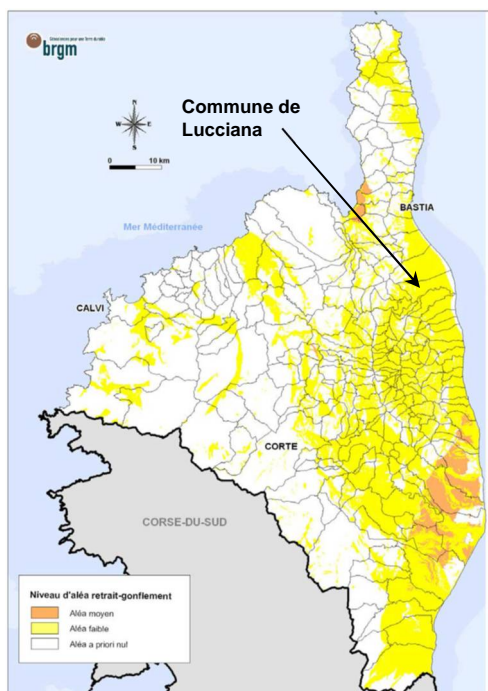 brgm
Commune de
Lucciana
N
W E
S
0 10 km
BASTIA
Mer Méditerranée
CALVI
CORTE
CORSE-DU-SUD
Niveau d'aléa retrait-gonflement
Aléa moyen
Aléa faible
Aléa a priori nul